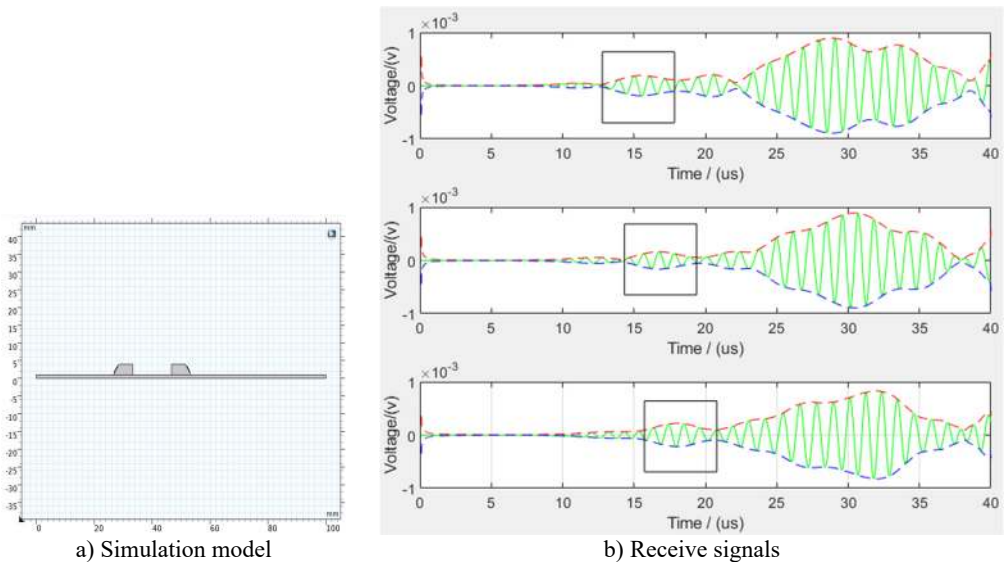 ×10⁻³
1
0
-1
Voltage/(v)
0 5 10 15 20 25 30 35 40
Time / (us)
×10⁻³
1
0
-1
Voltage/(v)
0 5 10 15 20 25 30 35 40
Time / (us)
×10⁻³
1
0
-1
Voltage/(v)
0 5 10 15 20 25 30 35 40
Time / (us)
mm
40
35
30
25
20
15
10
5
0
-5
-10
-15
-20
-25
-30
-35
mm
0 20 40 60 80 100
a) Simulation model
b) Receive signals